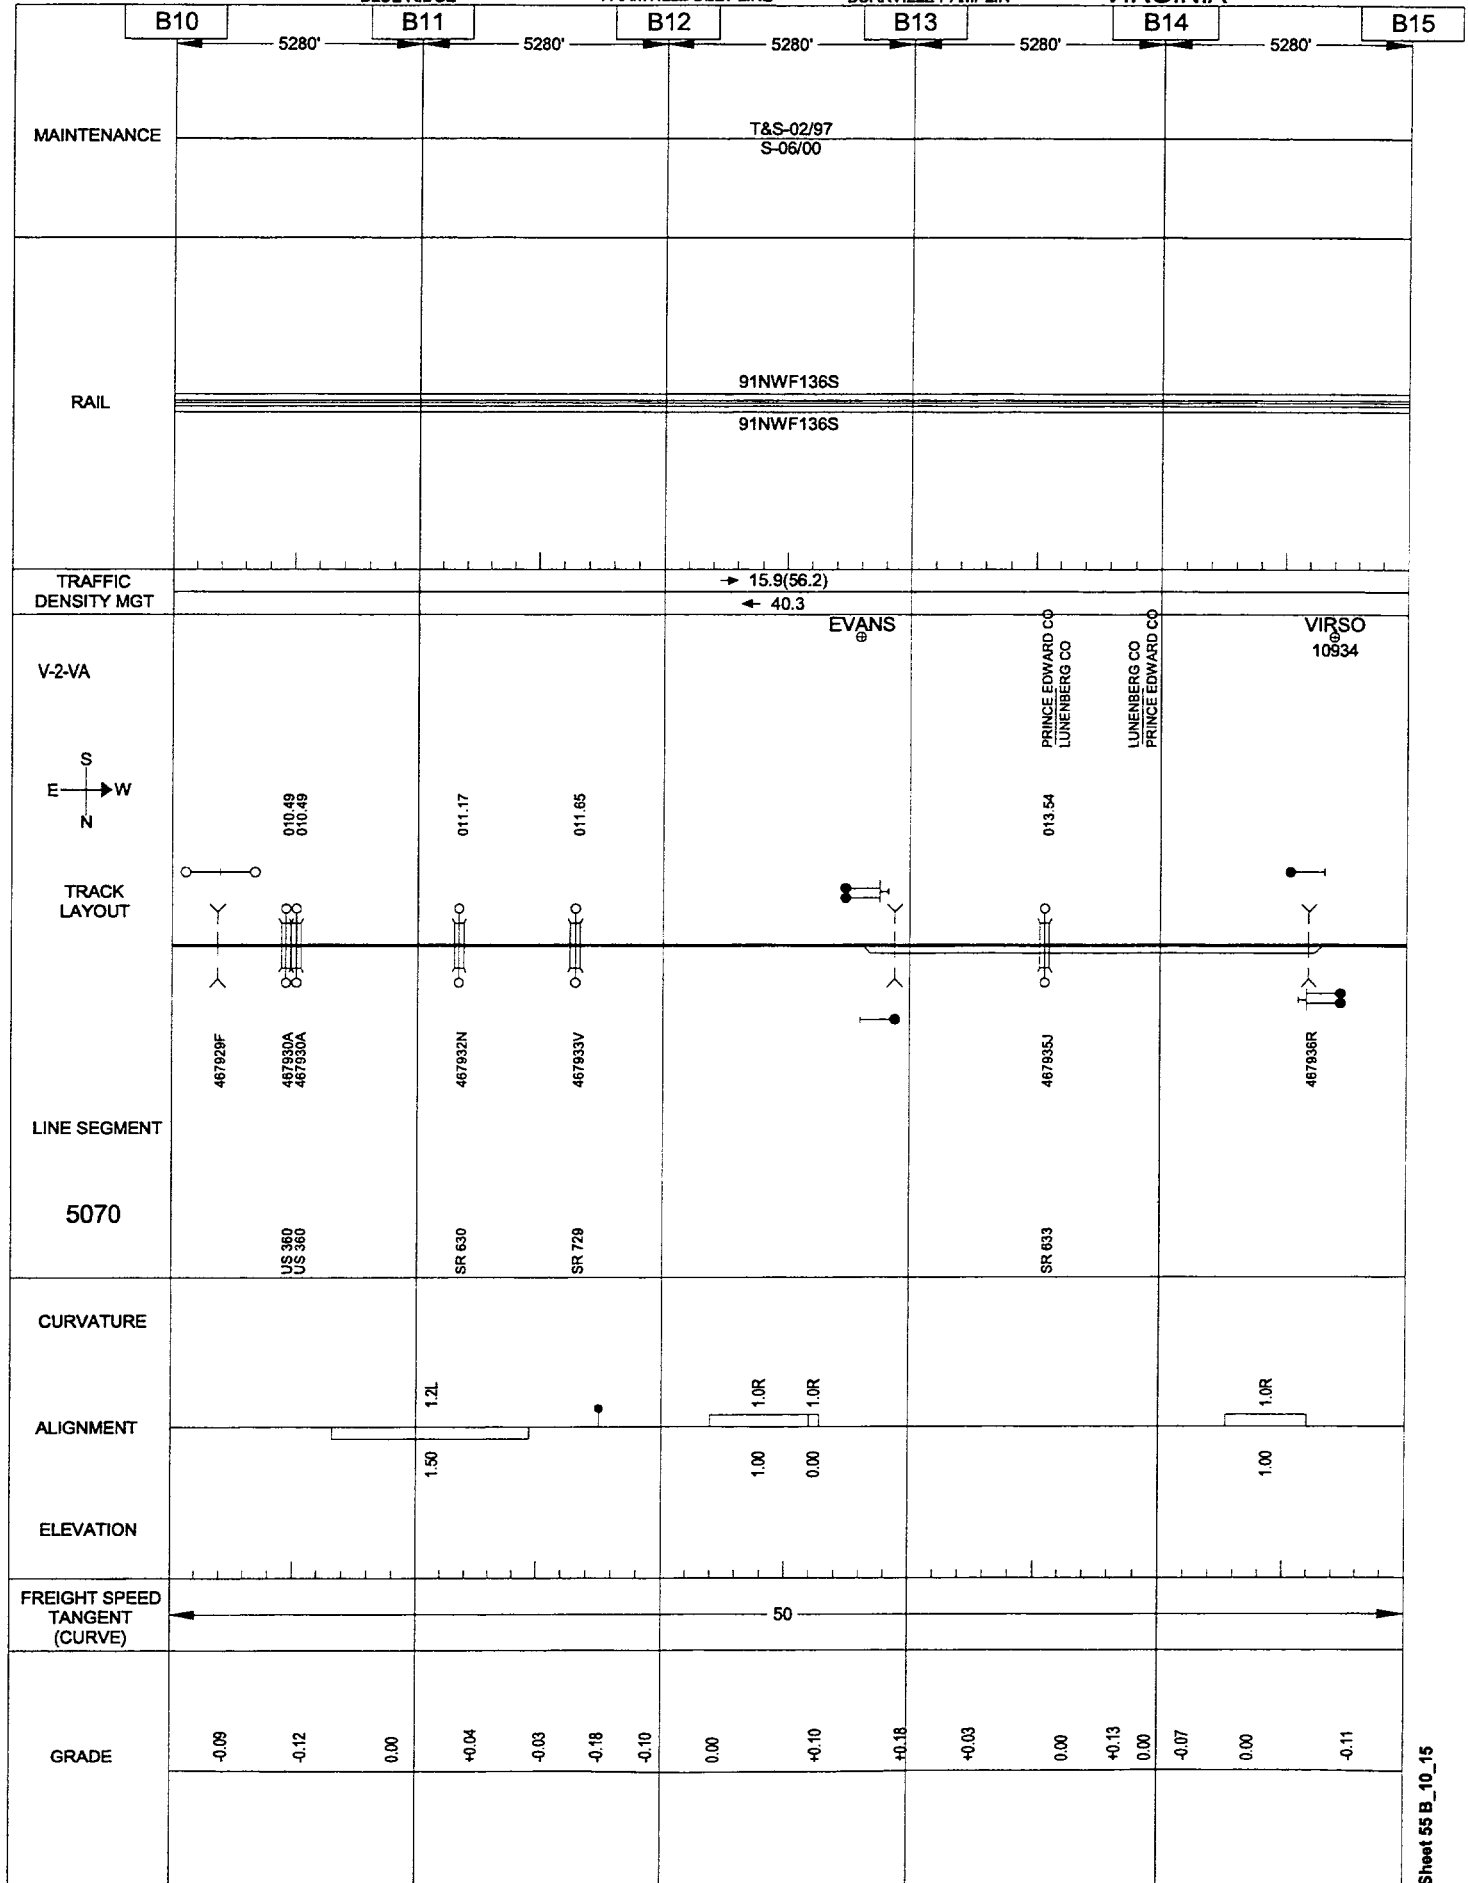 VIRGINIA
B10 B11 B12 B13 B14 B15
5280' 5280' 5280' 5280' 5280'
MAINTENANCE
T&S-02/97
S-06/00
RAIL
91NWF136S
91NWF136S
TRAFFIC
DENSITY MGT
→ 15.9(56.2)
← 40.3
EVANS
VIRSO
10934
PRINCE EDWARD CO
LUNENBERG CO
LUNENBERG CO
PRINCE EDWARD CO
V-2-VA
S
E W
N
010.49
010.49
011.17
011.65
013.54
TRACK
LAYOUT
467929F
467930A
467930A
467932N
467933V
467935J
467936R
LINE SEGMENT
5070
US 360
US 360
SR 630
SR 729
SR 633
CURVATURE
1.2L
1.0R
1.0R
1.0R
ALIGNMENT
1.50
1.00
0.00
1.00
ELEVATION
FREIGHT SPEED
TANGENT
(CURVE)
50
GRADE
-0.09
-0.12
0.00
+0.04
-0.03
-0.18
-0.10
0.00
+0.10
+0.18
+0.03
0.00
+0.13
0.00
-0.07
0.00
-0.11
Sheet 55 B_10_15